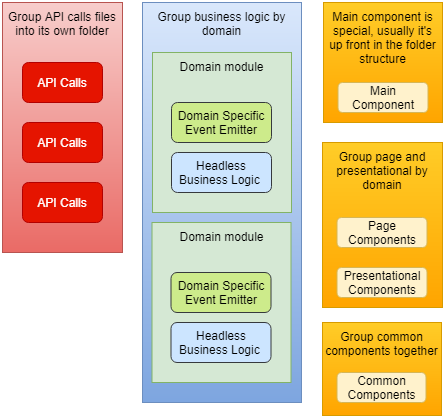 Group API calls files
into its own folder
API Calls
API Calls
API Calls
Group business logic by
domain
Domain module
Domain Specific
Event Emitter
Headless
Business Logic
Domain module
Domain Specific
Event Emitter
Headless
Business Logic
Main component is
special, usually it's
up front in the folder
structure
Main
Component
Group page and
presentational by
domain
Page
Components
Presentational
Components
Group common
components together
Common
Components